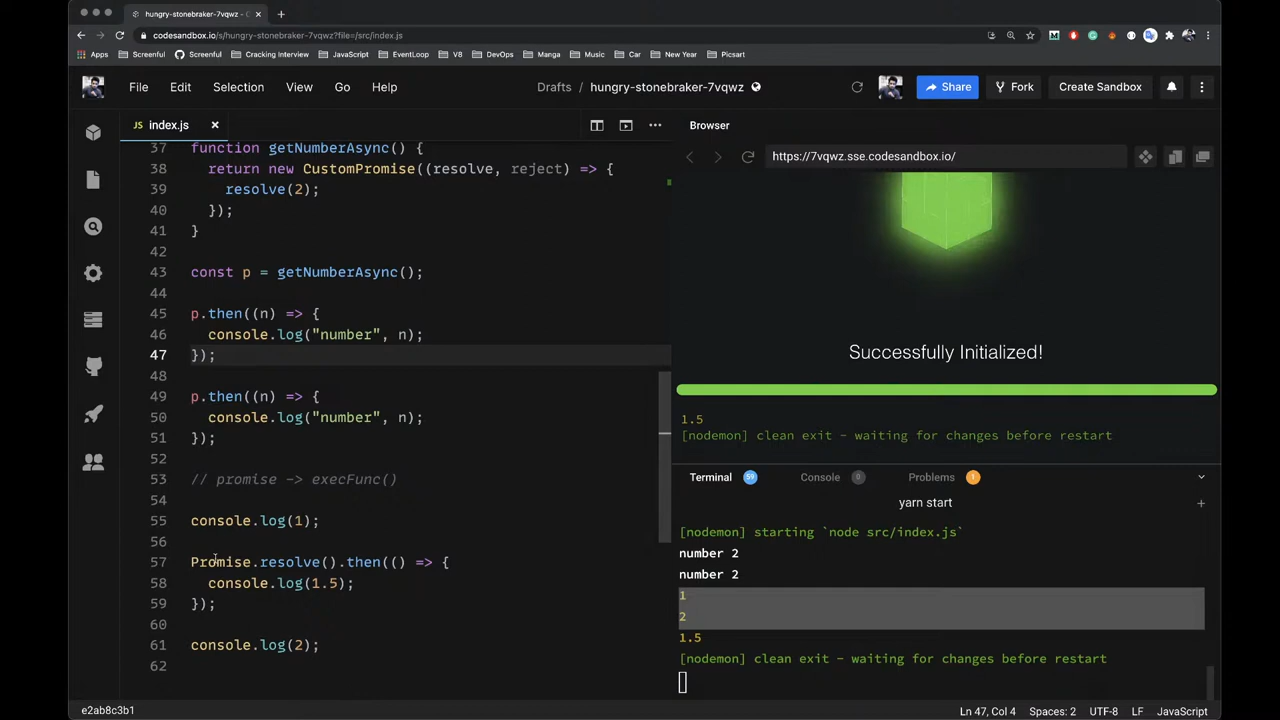 hungry-stonebraker-7vqwz - C
codesandbox.io/s/hungry-stonebraker-7vqwz?file=/src/index.js
Apps Screenful Screenful Cracking Interview JavaScript EventLoop V8 DevOps Manga Music Car New Year Picsart
File Edit Selection View Go Help
Drafts / hungry-stonebraker-7vqwz
Share Fork Create Sandbox
JS index.js
37 function getNumberAsync() {
38 return new CustomPromise((resolve, reject) => {
39 resolve(2);
40 });
41 }
42
43 const p = getNumberAsync();
44
45 p.then((n) => {
46 console.log("number", n);
47 });
48
49 p.then((n) => {
50 console.log("number", n);
51 });
52
53 // promise -> execFunc()
54
55 console.log(1);
56
57 Promise.resolve().then(() => {
58 console.log(1.5);
59 });
60
61 console.log(2);
62
Browser
https://7vqwz.sse.codesandbox.io/
Successfully Initialized!
1.5
[nodemon] clean exit - waiting for changes before restart
Terminal 59 Console 0 Problems 1
yarn start
[nodemon] starting `node src/index.js`
number 2
number 2
1
2
1.5
[nodemon] clean exit - waiting for changes before restart
e2ab8c3b1
Ln 47, Col 4 Spaces: 2 UTF-8 LF JavaScript